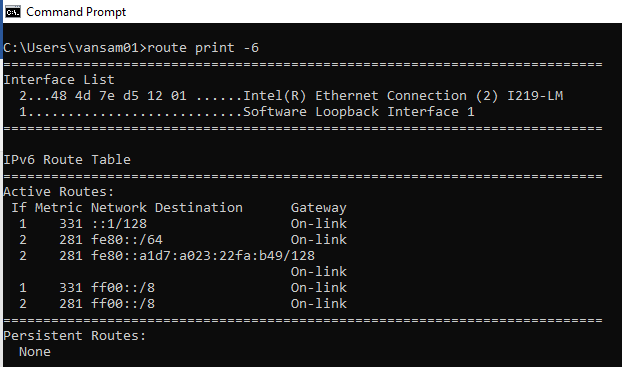 Command Prompt
C:\Users\vansam01>route print -6
===========================================================================
Interface List
  2...48 4d 7e d5 12 01 ......Intel(R) Ethernet Connection (2) I219-LM
  1...........................Software Loopback Interface 1
===========================================================================
IPv6 Route Table
===========================================================================
Active Routes:
 If Metric Network Destination      Gateway
  1    331 ::1/128                  On-link
  2    281 fe80::/64                On-link
  2    281 fe80::a1d7:a023:22fa:b49/128
                                    On-link
  1    331 ff00::/8                 On-link
  2    281 ff00::/8                 On-link
===========================================================================
Persistent Routes:
  None